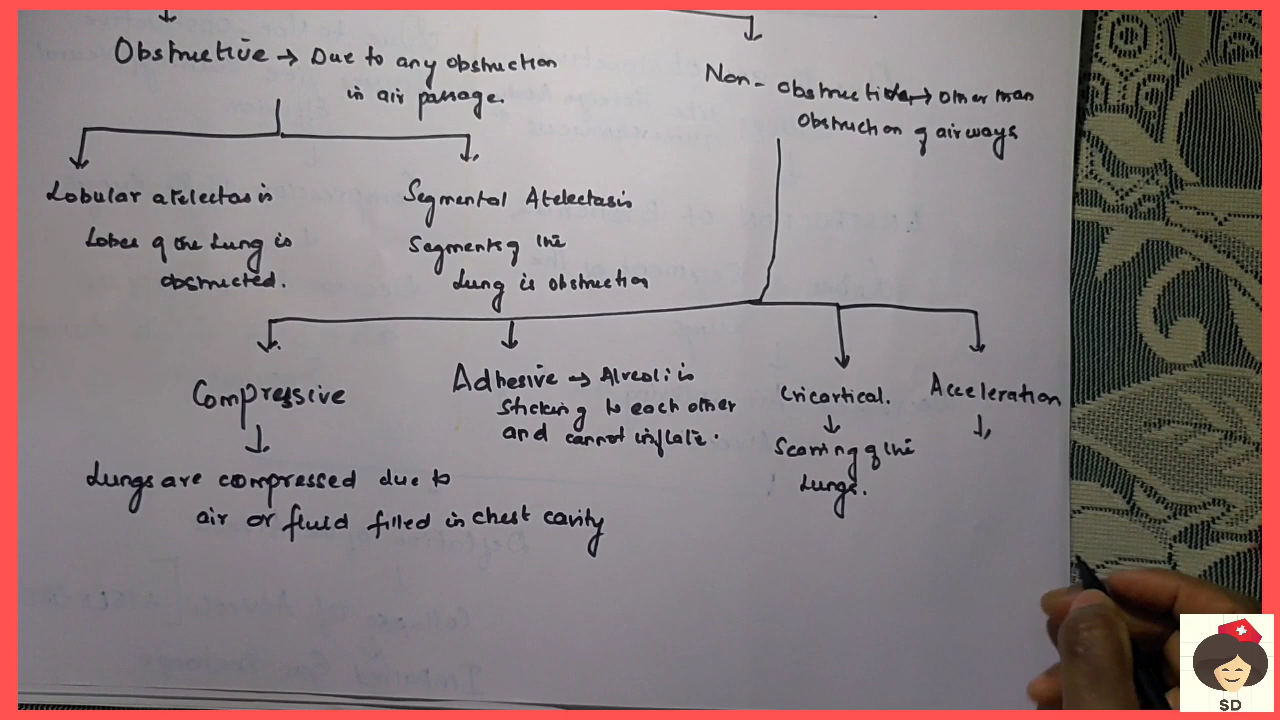 Obstructive → Due to any obstruction
in air passage.
Non-obstructive → other than
obstruction of airways
Lobular atelectasis
Lobes of the Lung is
obstructed.
Segmental Atelectasis
Segments of the
Lung is obstruction
Compressive
Lungs are compressed due to
air or fluid filled in chest cavity
Adhesive → Alveoli is
sticking to each other
and cannot inflate.
Cricortical.
Scarring of the
Lungs.
Acceleration
SD